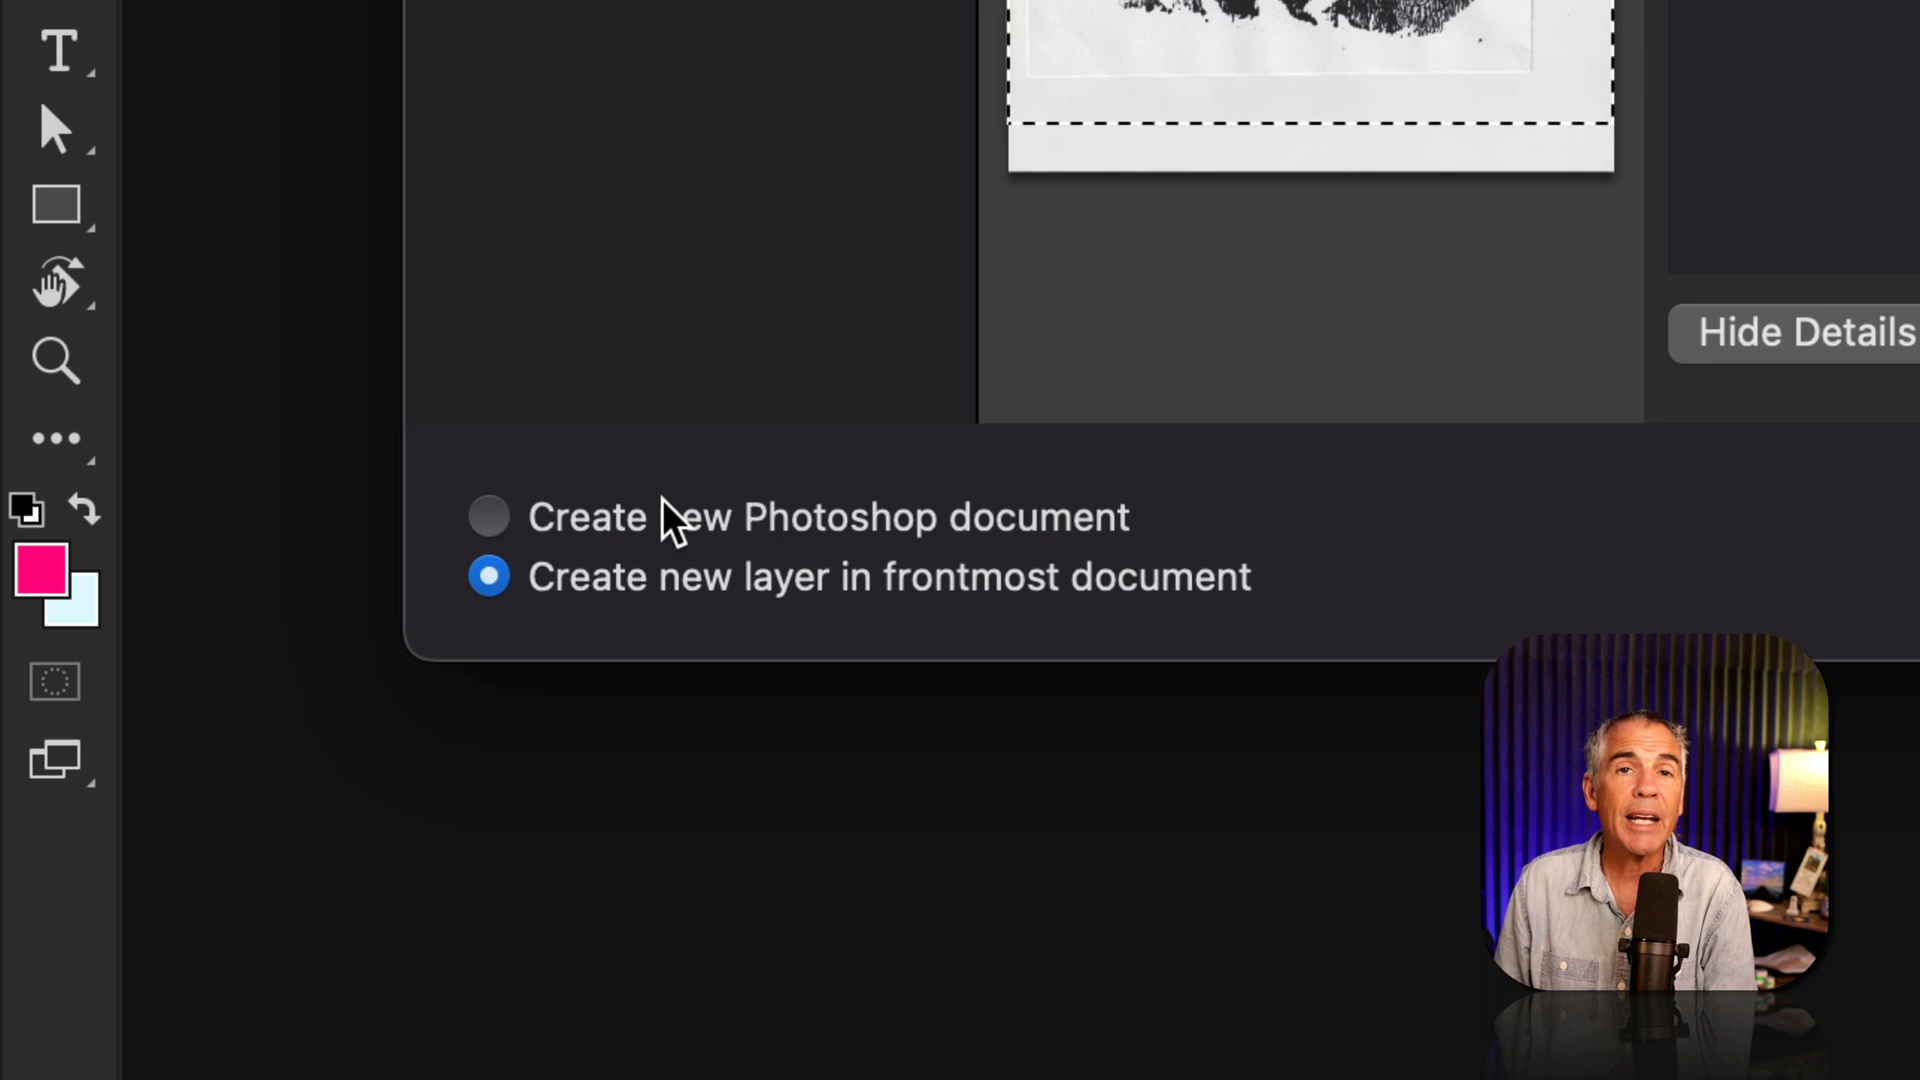 Hide Details
Create new Photoshop document
Create new layer in frontmost document